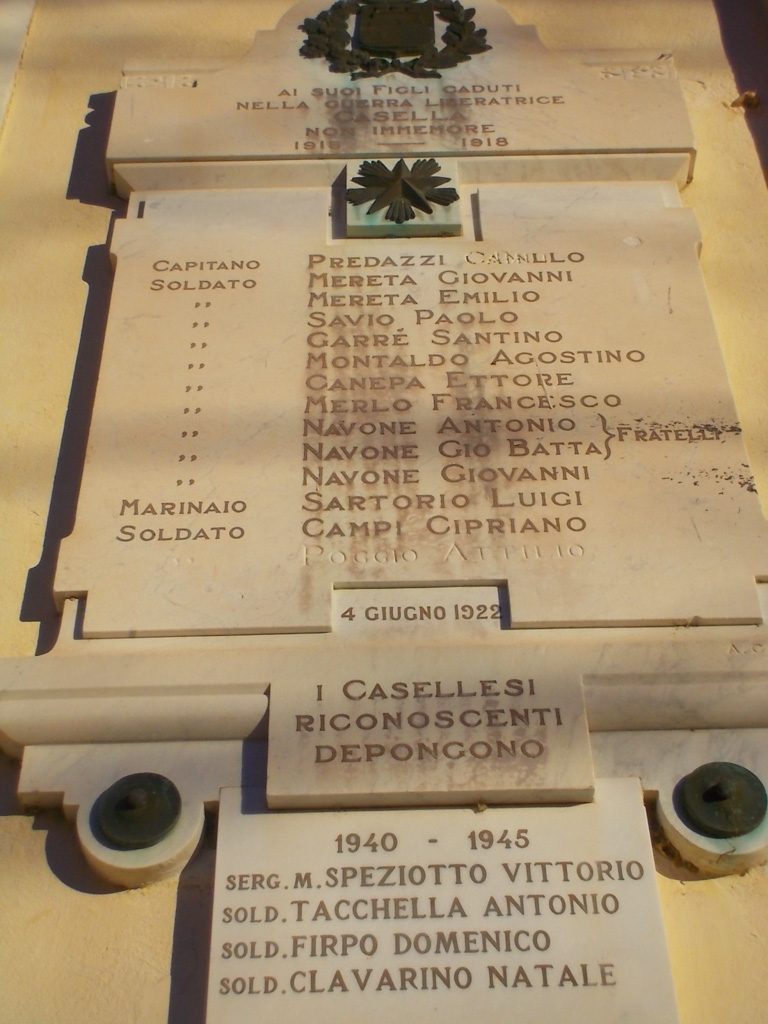 AI SUOI FIGLI CADUTI
NELLA GUERRA LIBERATRICE
CASELLA
NON IMMEMORE
1915 — 1918
CAPITANO PREDAZZI CAMILLO
SOLDATO MERETA GIOVANNI
,, MERETA EMILIO
,, SAVIO PAOLO
,, GARRÉ SANTINO
,, MONTALDO AGOSTINO
,, CANEPA ETTORE
,, MERLO FRANCESCO
,, NAVONE ANTONIO } FRATELLI
,, NAVONE GIO BATTA
,, NAVONE GIOVANNI
MARINAIO SARTORIO LUIGI
SOLDATO CAMPI CIPRIANO
,, POGGIO ATTILIO
4 GIUGNO 1922
I CASELLESI
RICONOSCENTI
DEPONGONO
1940 - 1945
SERG. M. SPEZIOTTO VITTORIO
SOLD. TACCHELLA ANTONIO
SOLD. FIRPO DOMENICO
SOLD. CLAVARINO NATALE